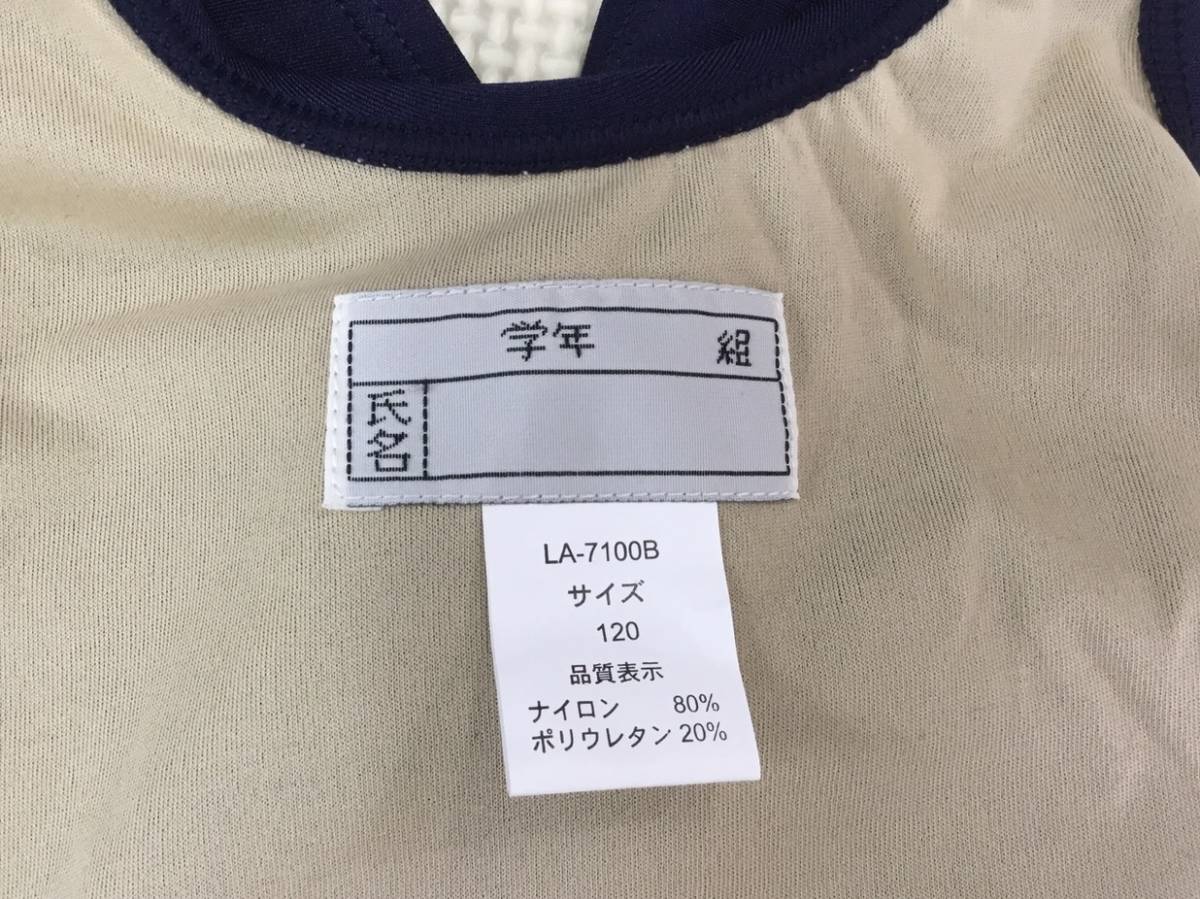 学年 組
氏名
LA-7100B
サイズ
120
品質表示
ナイロン 80%
ポリウレタン 20%